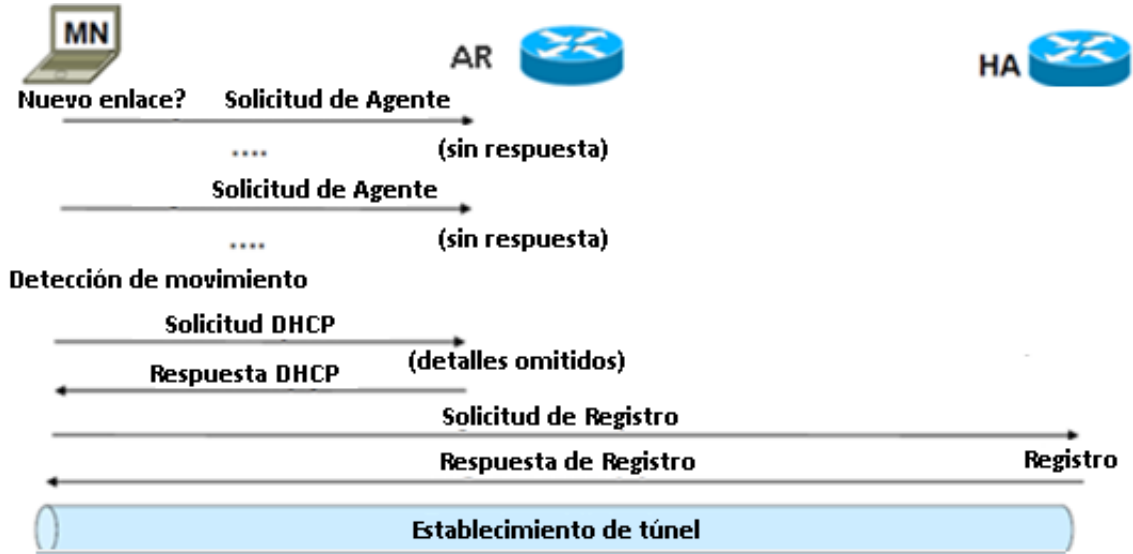 MN
AR
HA
Nuevo enlace? Solicitud de Agente
.... (sin respuesta)
Solicitud de Agente
.... (sin respuesta)
Detección de movimiento
Solicitud DHCP
(detalles omitidos)
Respuesta DHCP
Solicitud de Registro
Respuesta de Registro Registro
Establecimiento de túnel